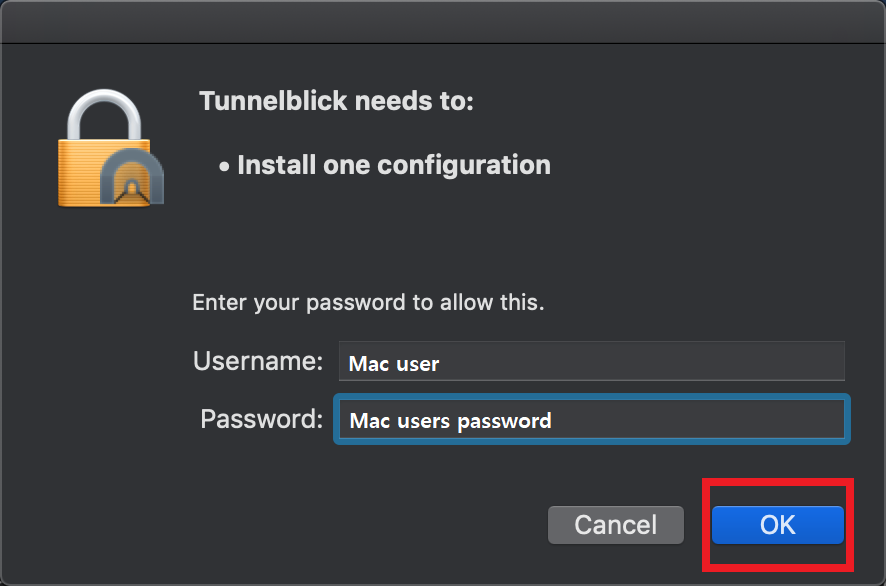 Tunnelblick needs to:
• Install one configuration
Enter your password to allow this.
Username: Mac user
Password: Mac users password
Cancel OK